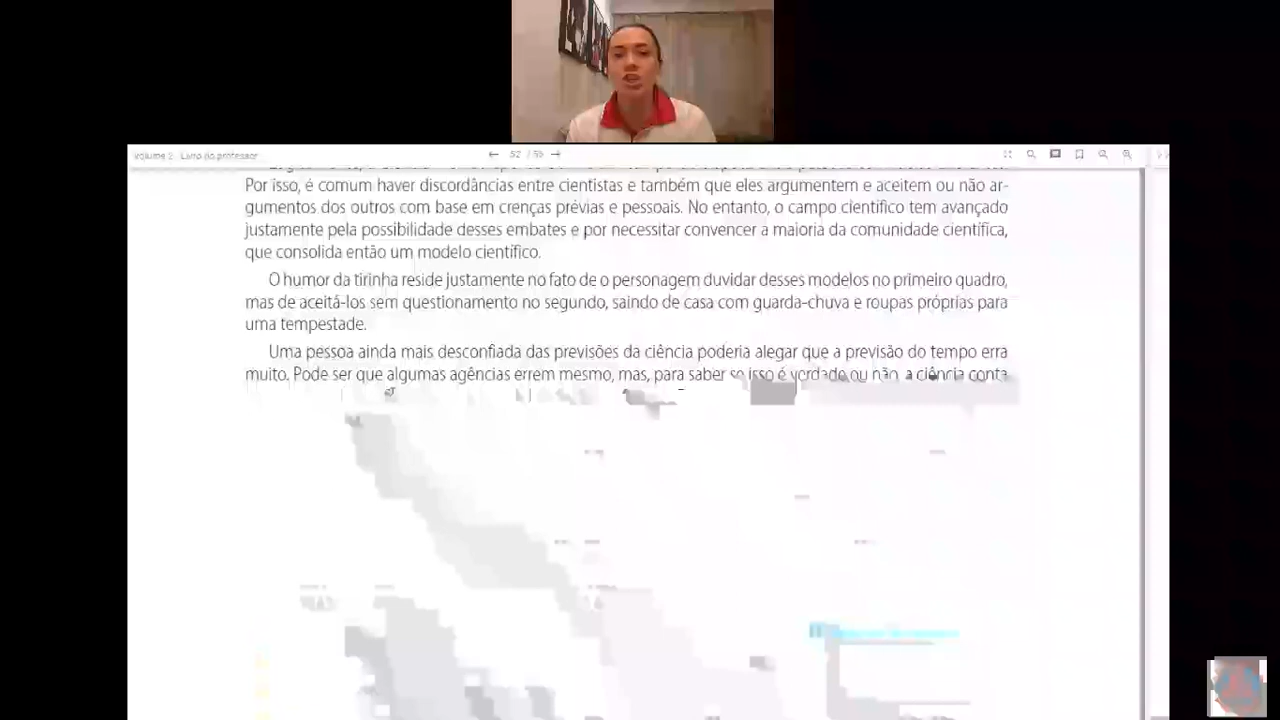 Volume 2 - Livro do professor
52 / 56
Por isso, é comum haver discordâncias entre cientistas e também que eles argumentem e aceitem ou não ar-
gumentos dos outros com base em crenças prévias e pessoais. No entanto, o campo científico tem avançado
justamente pela possibilidade desses embates e por necessitar convencer a maioria da comunidade científica,
que consolida então um modelo científico.
O humor da tirinha reside justamente no fato de o personagem duvidar desses modelos no primeiro quadro,
mas de aceitá-los sem questionamento no segundo, saindo de casa com guarda-chuva e roupas próprias para
uma tempestade.
Uma pessoa ainda mais desconfiada das previsões da ciência poderia alegar que a previsão do tempo erra
muito. Pode ser que algumas agências errem mesmo, mas, para saber se isso é verdade ou não, a ciência conta